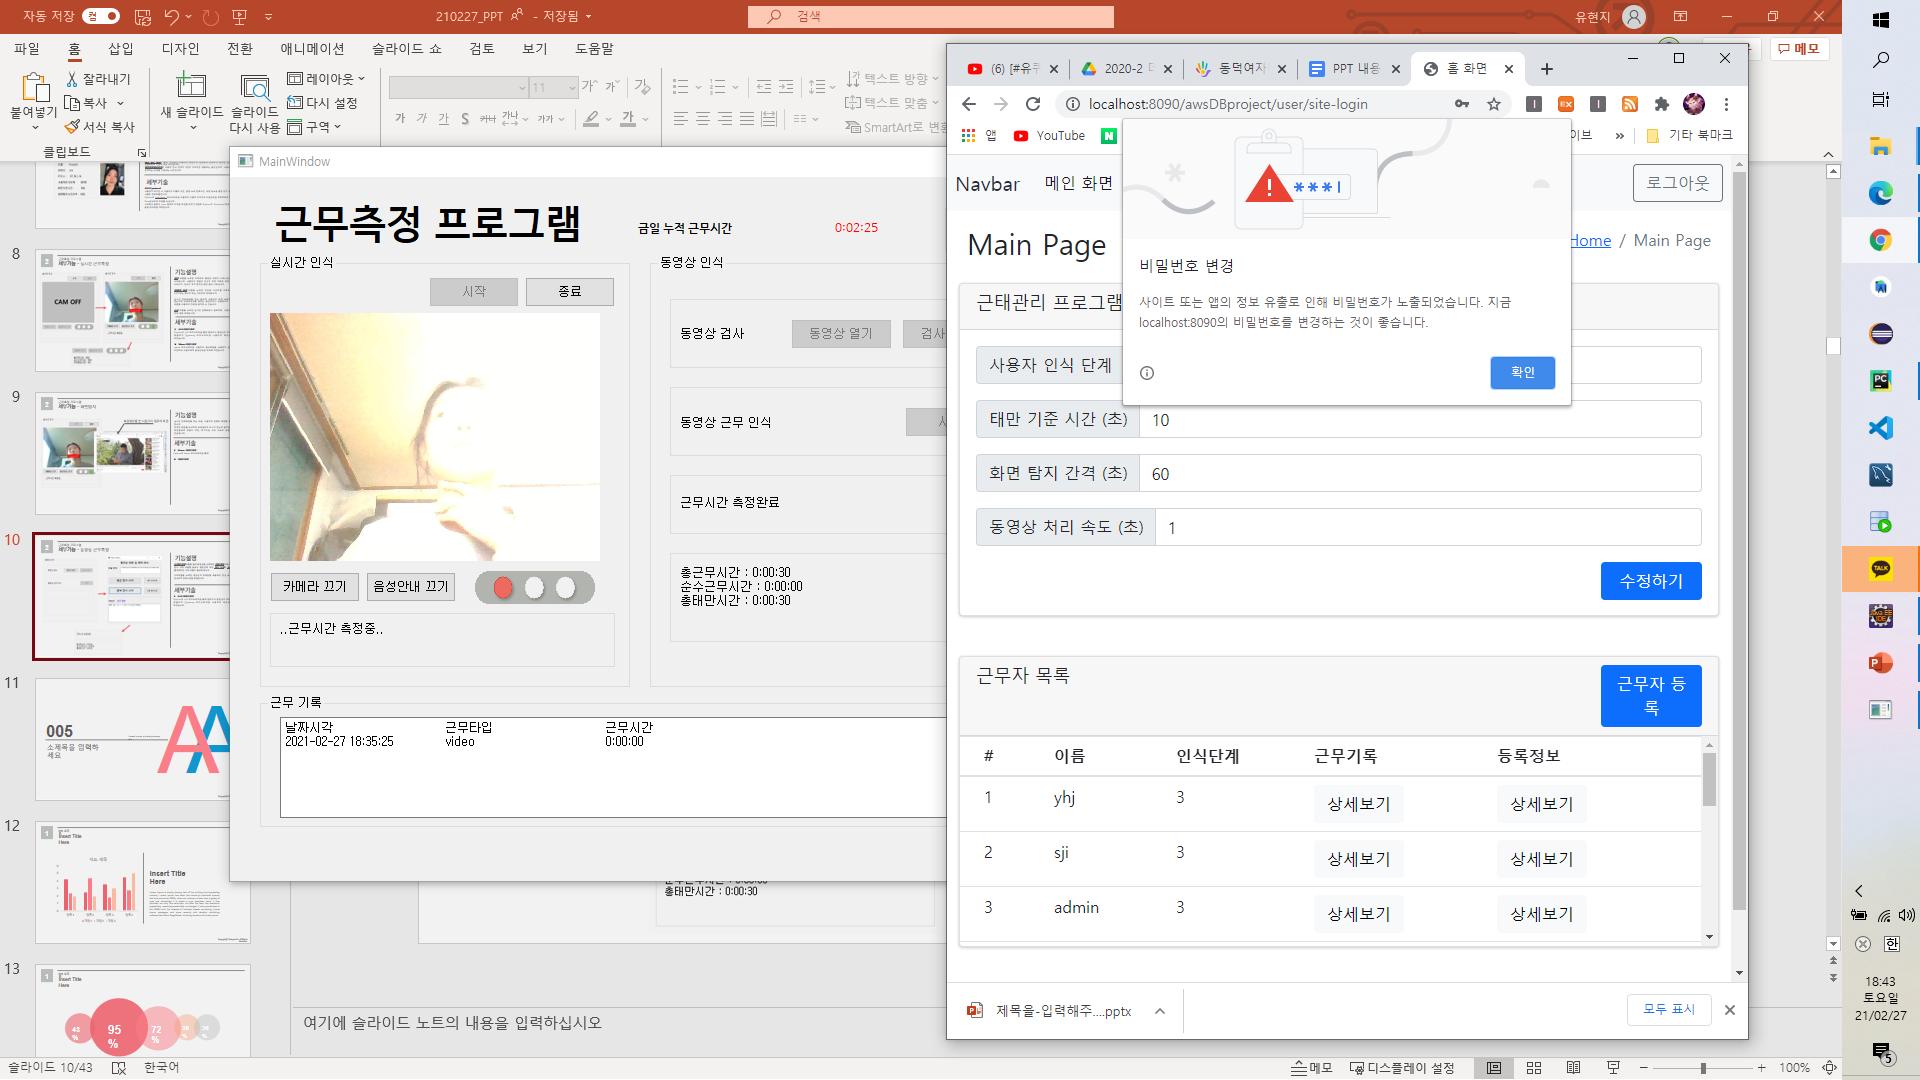 자동 저장
210227_PPT - 저장됨
검색
유현지
파일 홈 삽입 디자인 전환 애니메이션 슬라이드 쇼 검토 보기 도움말
메모
붙여넣기
잘라내기
복사
서식 복사
클립보드
새 슬라이드
슬라이드 다시 사용
레이아웃
다시 설정
구역
11
텍스트 방향
텍스트 맞춤
SmartArt로 변환
8
CAM OFF
9
10
11
005
소제목을 입력하세요
12
Insert Title Here
13
95 %
72 %
MainWindow
근무측정 프로그램
금일 누적 근무시간
0:02:25
실시간 인식
시작
종료
카메라 끄기
음성안내 끄기
..근무시간 측정중..
동영상 인식
동영상 검사
동영상 열기
검사
동영상 근무 인식
근무시간 측정완료
총근무시간 : 0:00:30
순수근무시간 : 0:00:00
총태만시간 : 0:00:30
근무 기록
날짜시각 근무타입 근무시간
2021-02-27 18:35:25 video 0:00:00
총태만시간 : 0:00:30
여기에 슬라이드 노트의 내용을 입력하십시오
슬라이드 10/43
한국어
메모
디스플레이 설정
100%
(6) [#유
2020-2
동덕여자
PPT 내용
홈 화면
localhost:8090/awsDBproject/user/site-login
앱
YouTube
기타 북마크
Navbar
메인 화면
로그아웃
Main Page
Home / Main Page
비밀번호 변경
사이트 또는 앱의 정보 유출로 인해 비밀번호가 노출되었습니다. 지금
localhost:8090의 비밀번호를 변경하는 것이 좋습니다.
확인
근태관리 프로그램
사용자 인식 단계
태만 기준 시간 (초) 10
화면 탐지 간격 (초) 60
동영상 처리 속도 (초) 1
수정하기
근무자 목록
근무자 등록
# 이름 인식단계 근무기록 등록정보
1 yhj 3 상세보기 상세보기
2 sji 3 상세보기 상세보기
3 admin 3 상세보기 상세보기
제목을-입력해주....pptx
모두 표시
한
18:43
토요일
21/02/27
5